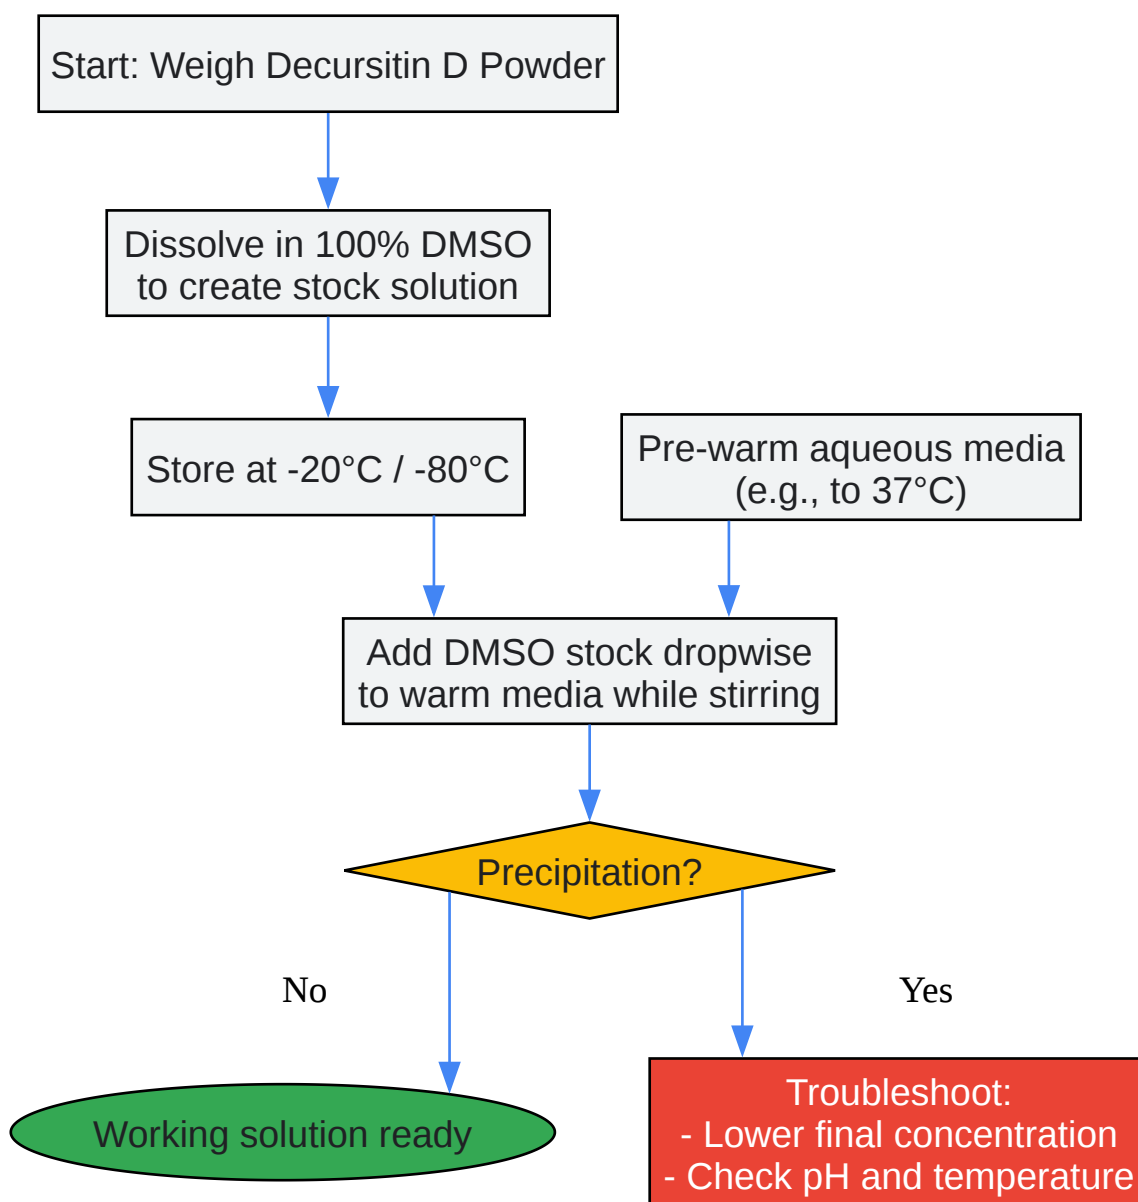 Start: Weigh Decursitin D Powder
Dissolve in 100% DMSO
to create stock solution
Store at -20°C / -80°C
Pre-warm aqueous media
(e.g., to 37°C)
Add DMSO stock dropwise
to warm media while stirring
Precipitation?
No
Yes
Working solution ready
Troubleshoot:
- Lower final concentration
- Check pH and temperature